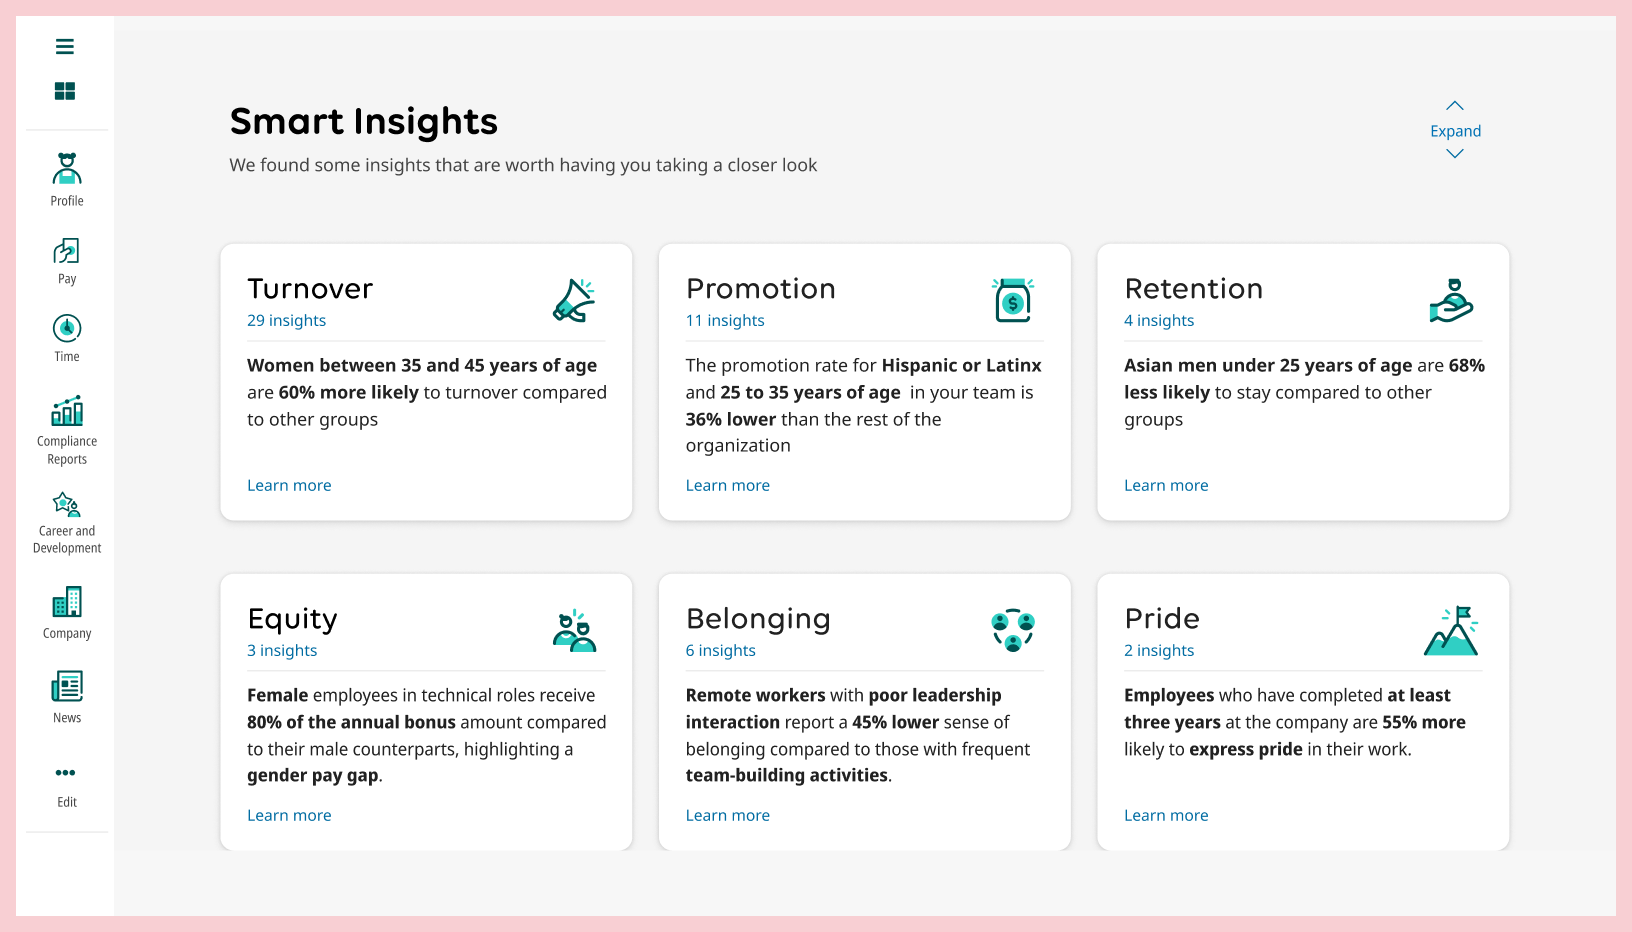 Smart Insights
We found some insights that are worth having you taking a closer look
Expand
Profile
Pay
Time
Compliance
Reports
Career and
Development
Company
News
Edit
Turnover
29 insights
Women between 35 and 45 years of age
are 60% more likely to turnover compared
to other groups
Learn more
Promotion
11 insights
The promotion rate for Hispanic or Latinx
and 25 to 35 years of age in your team is
36% lower than the rest of the
organization
Learn more
Retention
4 insights
Asian men under 25 years of age are 68%
less likely to stay compared to other
groups
Learn more
Equity
3 insights
Female employees in technical roles receive
80% of the annual bonus amount compared
to their male counterparts, highlighting a
gender pay gap.
Learn more
Belonging
6 insights
Remote workers with poor leadership
interaction report a 45% lower sense of
belonging compared to those with frequent
team-building activities.
Learn more
Pride
2 insights
Employees who have completed at least
three years at the company are 55% more
likely to express pride in their work.
Learn more